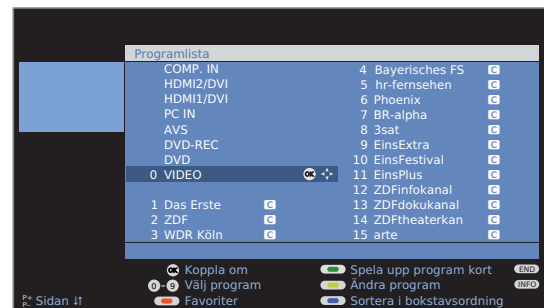 Programlista
COMP. IN
HDMI2/DVI
HDMI1/DVI
PC IN
AVS
DVD-REC
DVD
0 VIDEO OK
1 Das Erste C
2 ZDF C
3 WDR Köln C
4 Bayerisches FS C
5 hr-fernsehen C
6 Phoenix C
7 BR-alpha C
8 3sat C
9 EinsExtra C
10 EinsFestival C
11 EinsPlus C
12 ZDFinfokanal C
13 ZDFdokukanal C
14 ZDFtheaterkan C
15 arte C
OK Koppla om
0-9 Välj program
Favoriter
Spela upp program kort END
Ändra program INFO
Sortera i bokstavsordning
P+ P- Sidan